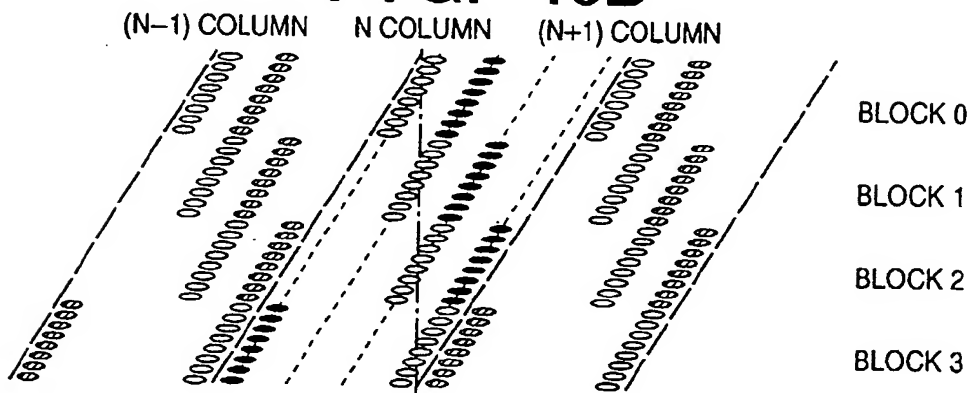 (N–1) COLUMN N COLUMN (N+1) COLUMN
BLOCK 0
BLOCK 1
BLOCK 2
BLOCK 3